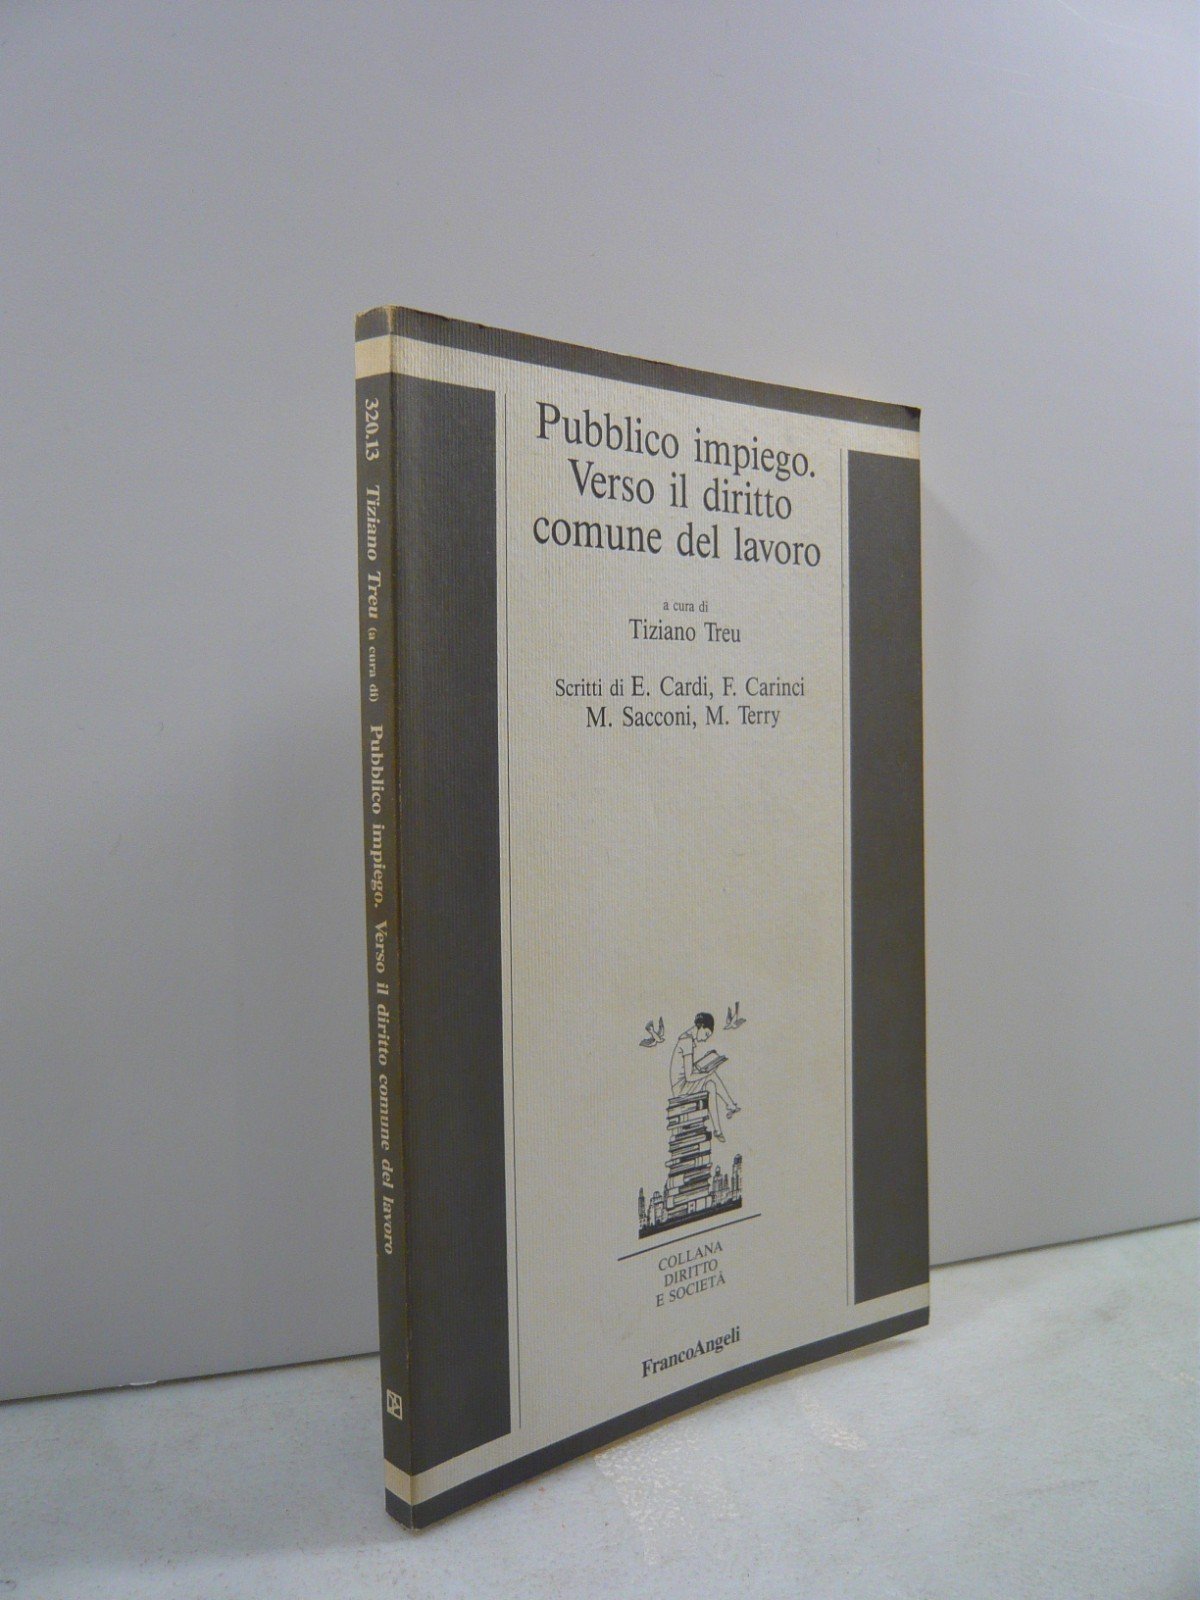 320.13 Tiziano Treu (a cura di) Pubblico impiego. Verso il diritto comune del lavoro
Pubblico impiego.
Verso il diritto
comune del lavoro
a cura di
Tiziano Treu
Scritti di E. Cardi, F. Carinci
M. Sacconi, M. Terry
COLLANA
DIRITTO
E SOCIETÀ
FrancoAngeli